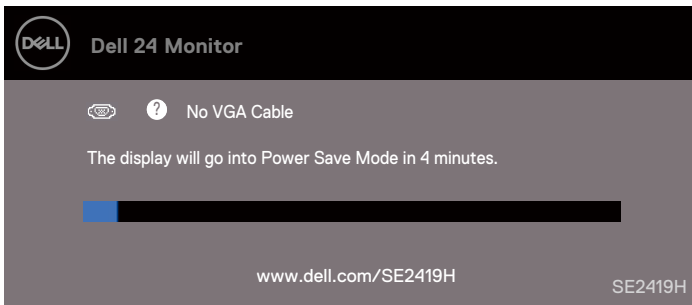 DELL
Dell 24 Monitor
? No VGA Cable
The display will go into Power Save Mode in 4 minutes.
www.dell.com/SE2419H
SE2419H